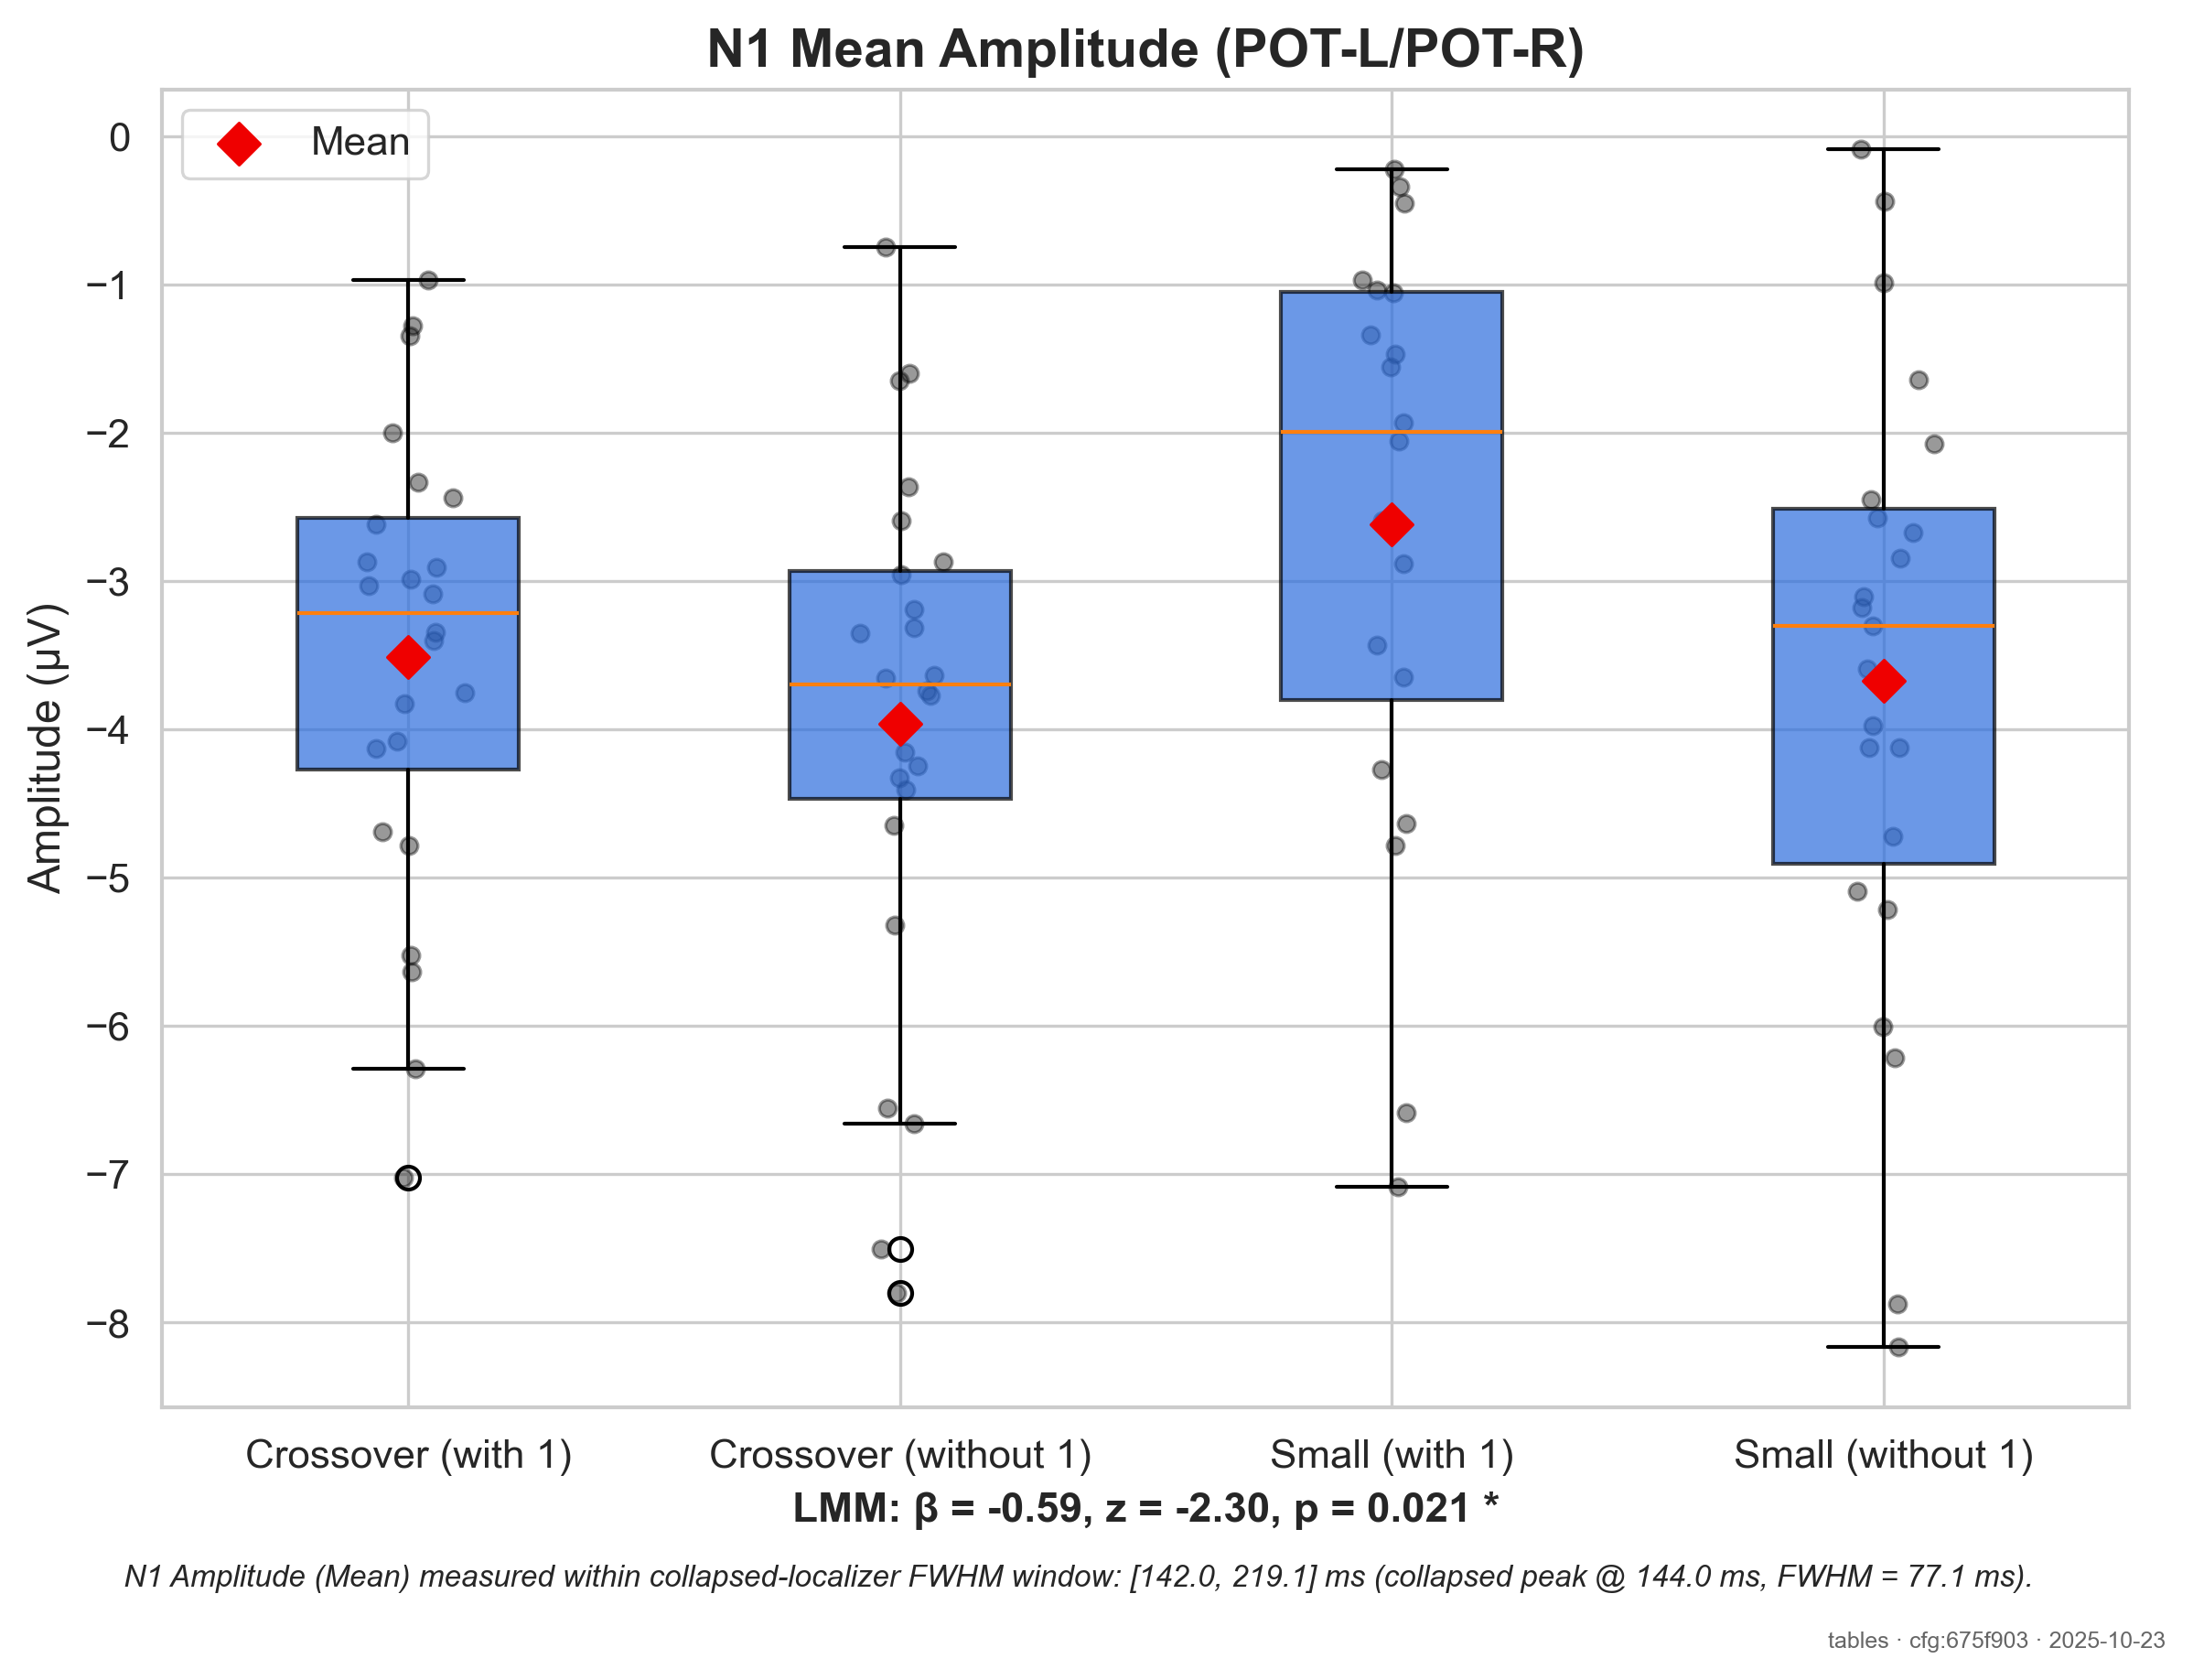 N1 Mean Amplitude (POT-L/POT-R)
Mean
Amplitude (µV)
0
−1
−2
−3
−4
−5
−6
−7
−8
Crossover (with 1)
Crossover (without 1)
Small (with 1)
Small (without 1)
LMM: β = -0.59, z = -2.30, p = 0.021 *
N1 Amplitude (Mean) measured within collapsed-localizer FWHM window: [142.0, 219.1] ms (collapsed peak @ 144.0 ms, FWHM = 77.1 ms).
tables · cfg:675f903 · 2025-10-23